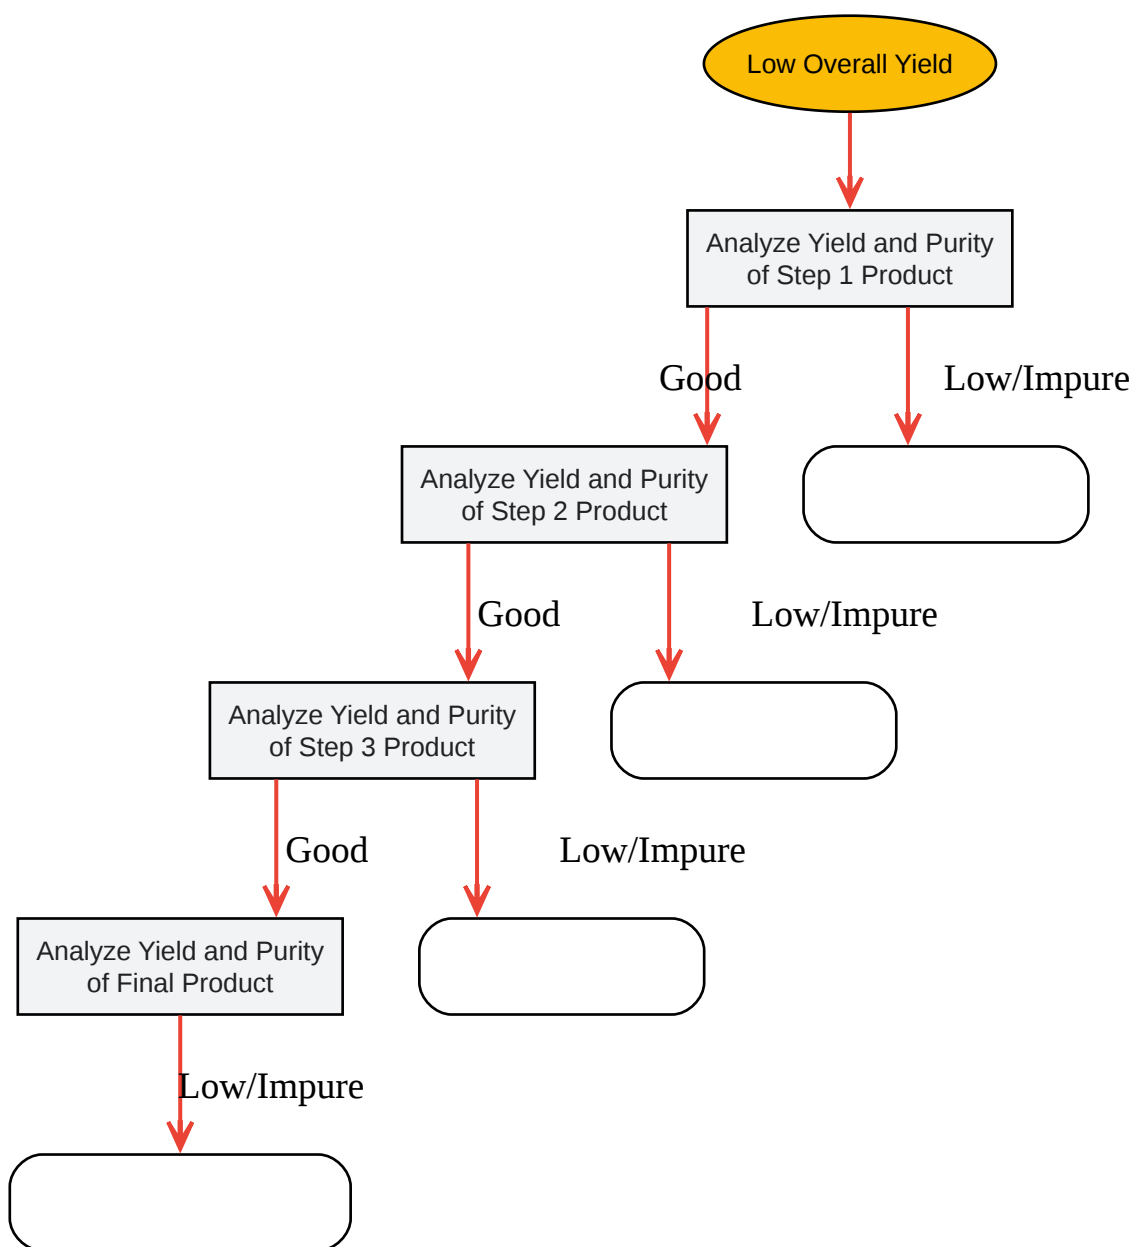 Low Overall Yield
Analyze Yield and Purity
of Step 1 Product
Good
Low/Impure
Analyze Yield and Purity
of Step 2 Product
Good
Low/Impure
Analyze Yield and Purity
of Step 3 Product
Good
Low/Impure
Analyze Yield and Purity
of Final Product
Low/Impure